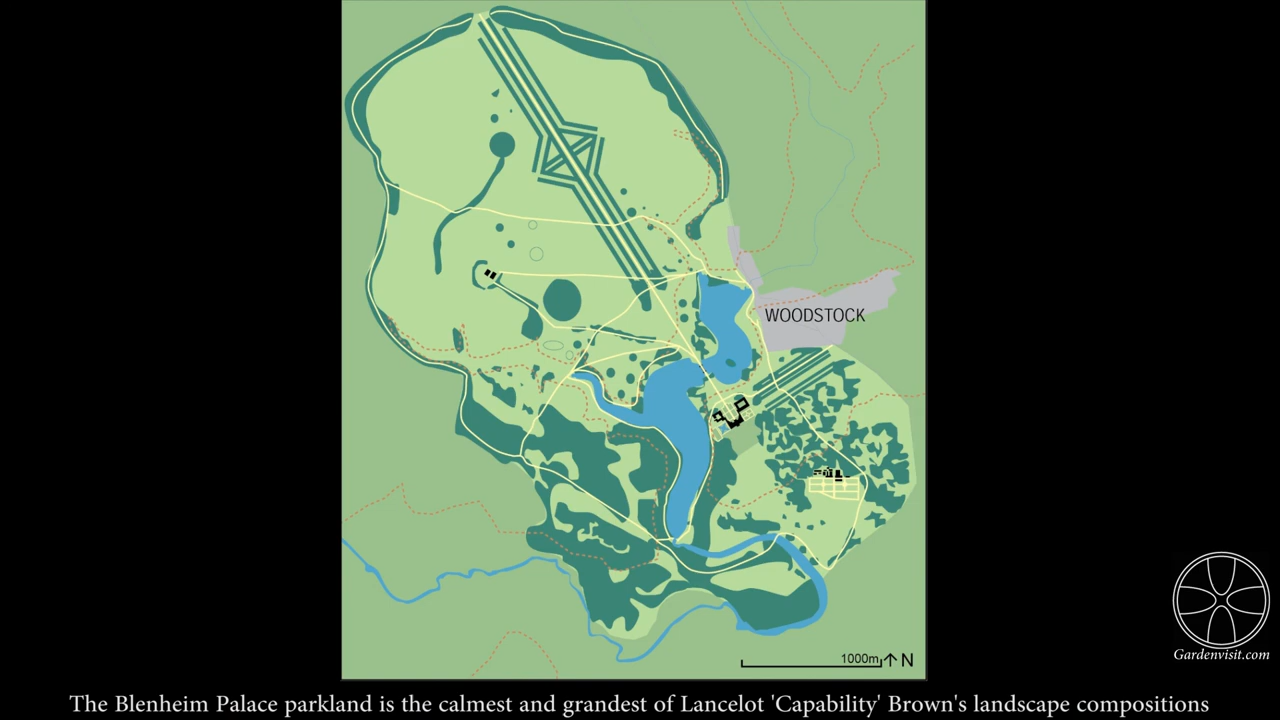 WOODSTOCK
1000m N
Gardenvisit.com
The Blenheim Palace parkland is the calmest and grandest of Lancelot 'Capability' Brown's landscape compositions